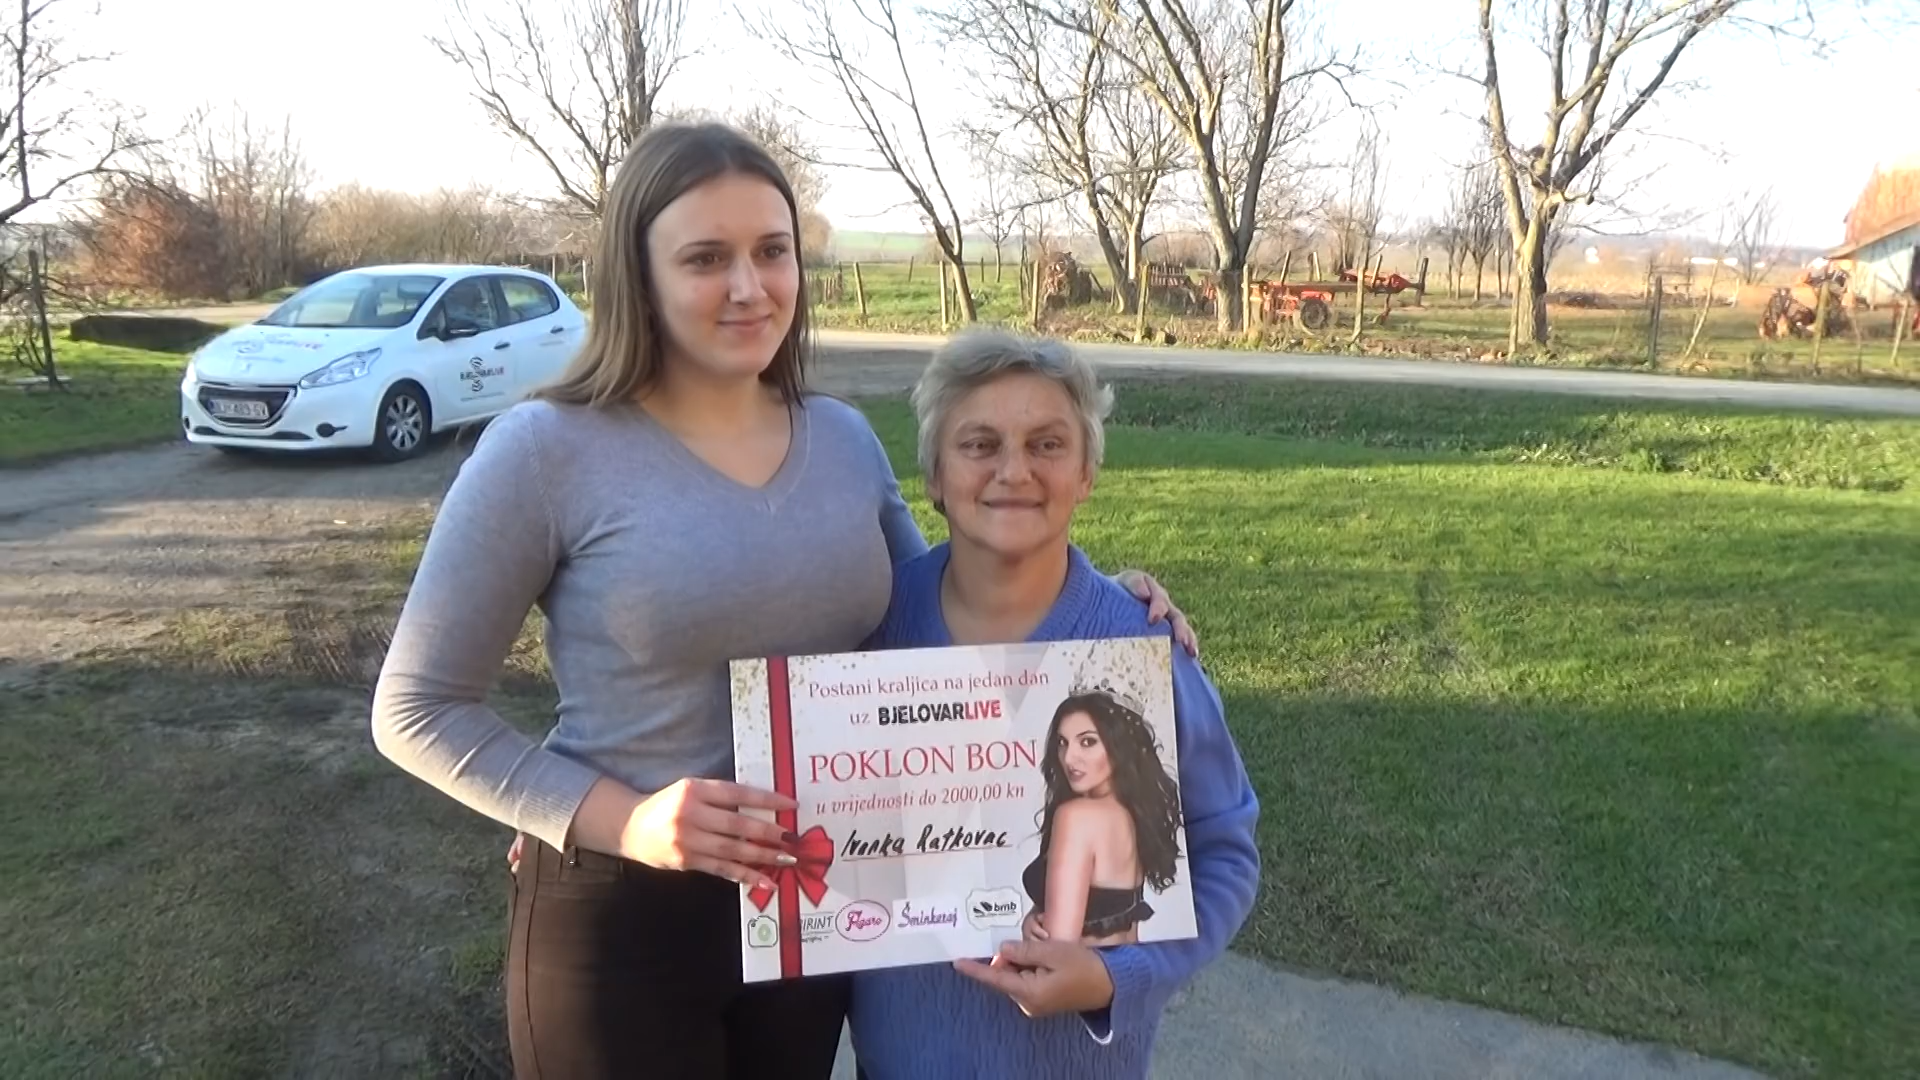 Postani kraljica na jedan dan
uz BJELOVARLIVE
POKLON BON
u vrijednosti do 2000,00 kn
Ivanka Ratkovac
Figaro
Šminkeraj
bmb
BJELOVARLIVE